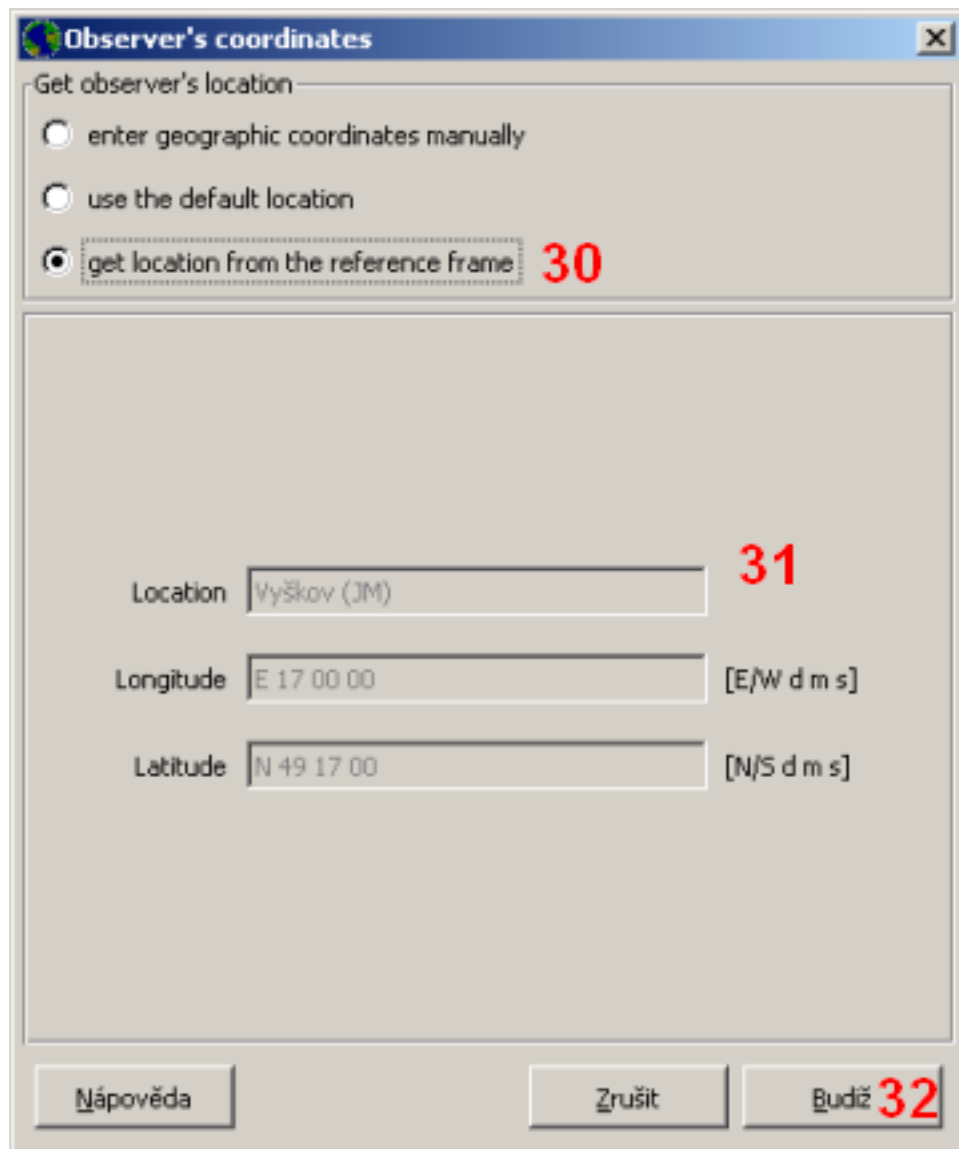 Observer's coordinates
Get observer's location
enter geographic coordinates manually
use the default location
get location from the reference frame 30
31
Location Vyškov (JM)
Longitude E 17 00 00 [E/W d m s]
Latitude N 49 17 00 [N/S d m s]
Nápověda Zrušit Budiž 32